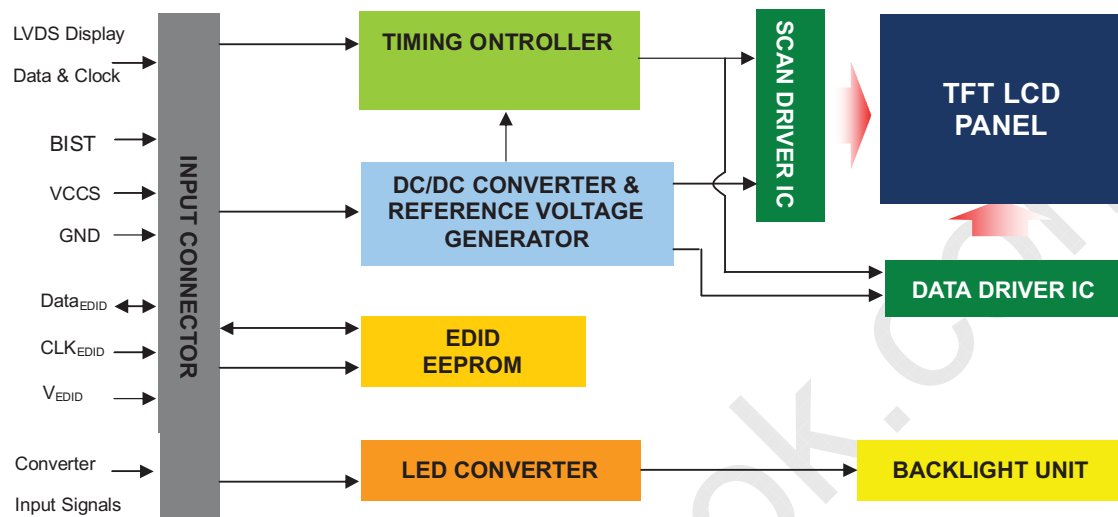 LVDS Display
Data & Clock
BIST
VCCS
GND
DataEDID
CLKEDID
VEDID
Converter
Input Signals
INPUT CONNECTOR
TIMING ONTROLLER
DC/DC CONVERTER &
REFERENCE VOLTAGE
GENERATOR
EDID
EEPROM
LED CONVERTER
SCAN DRIVER IC
TFT LCD
PANEL
DATA DRIVER IC
BACKLIGHT UNIT
ok.com